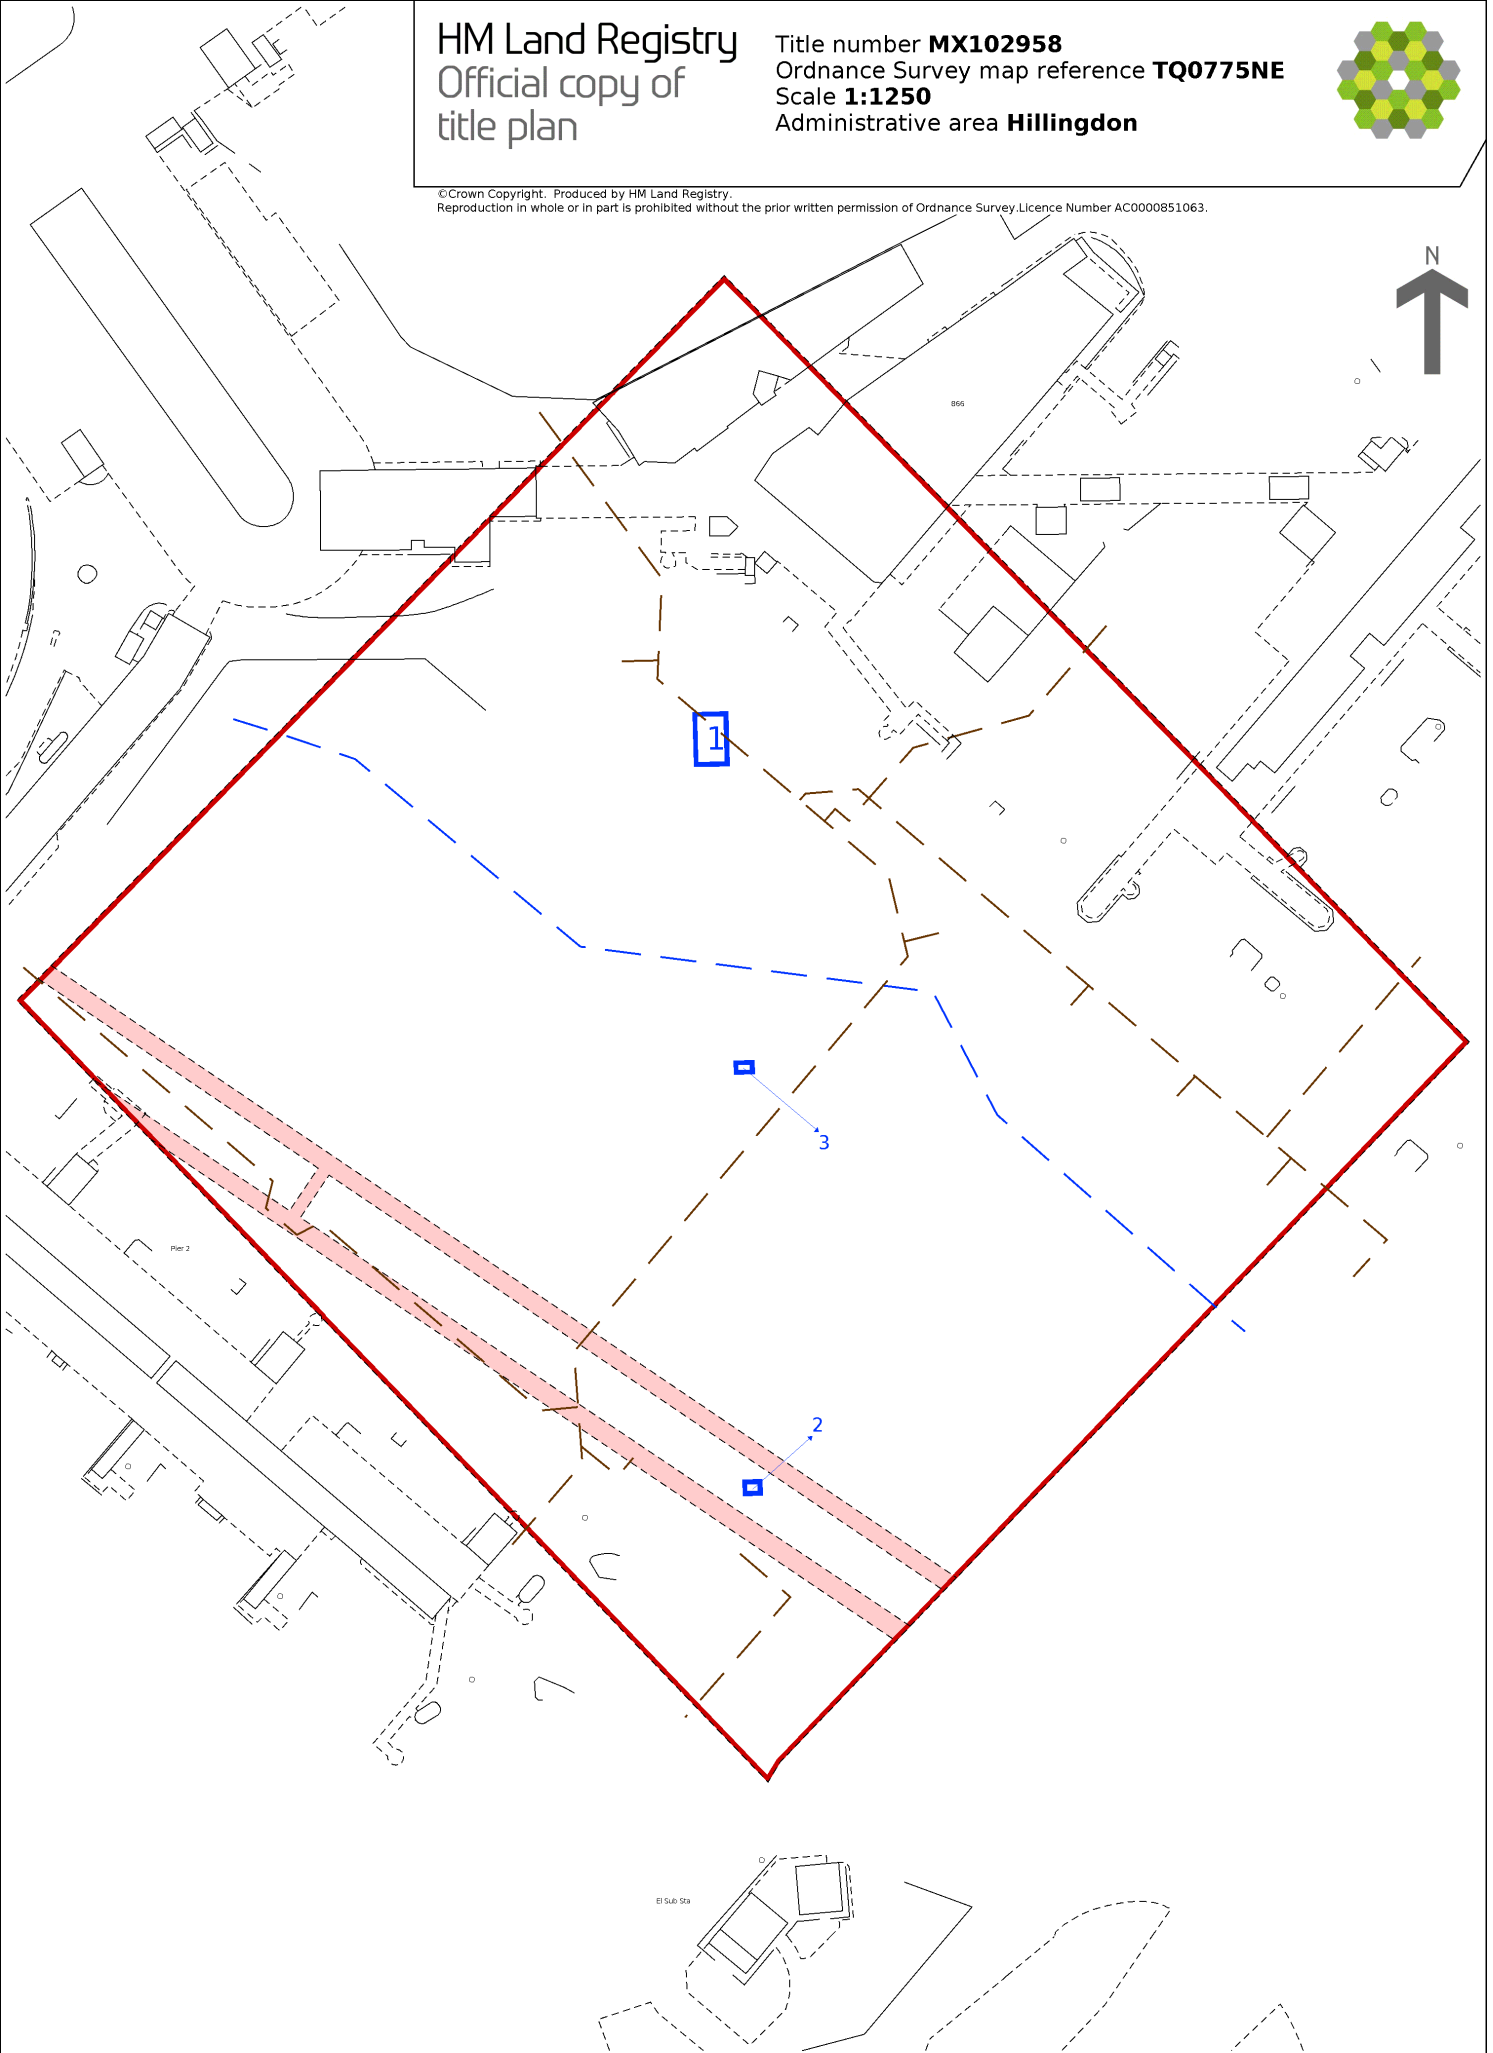 HM Land Registry
Official copy of
title plan
Title number MX102958
Ordnance Survey map reference TQ0775NE
Scale 1:1250
Administrative area Hillingdon
©Crown Copyright. Produced by HM Land Registry.
Reproduction in whole or in part is prohibited without the prior written permission of Ordnance Survey.Licence Number AC0000851063.
N
866
1
3
Pier 2
2
El Sub Sta